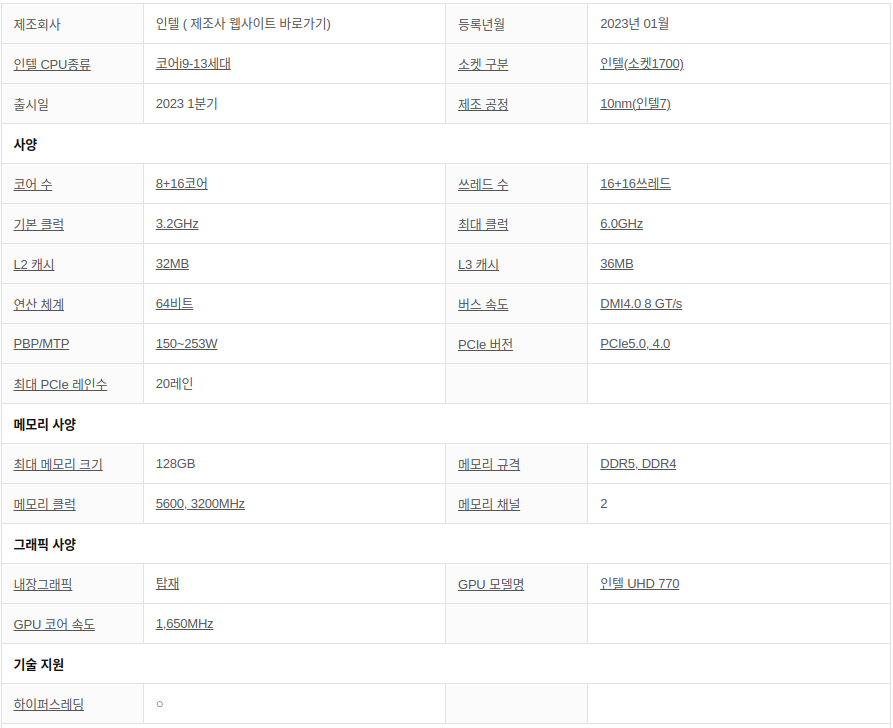 제조회사 인텔 ( 제조사 웹사이트 바로가기) 등록년월 2023년 01월
인텔 CPU종류 코어i9-13세대 소켓 구분 인텔(소켓1700)
출시일 2023 1분기 제조 공정 10nm(인텔7)
사양
코어 수 8+16코어 쓰레드 수 16+16쓰레드
기본 클럭 3.2GHz 최대 클럭 6.0GHz
L2 캐시 32MB L3 캐시 36MB
연산 체계 64비트 버스 속도 DMI4.0 8 GT/s
PBP/MTP 150~253W PCIe 버전 PCIe5.0, 4.0
최대 PCIe 레인수 20레인
메모리 사양
최대 메모리 크기 128GB 메모리 규격 DDR5, DDR4
메모리 클럭 5600, 3200MHz 메모리 채널 2
그래픽 사양
내장그래픽 탑재 GPU 모델명 인텔 UHD 770
GPU 코어 속도 1,650MHz
기술 지원
하이퍼스레딩 ○